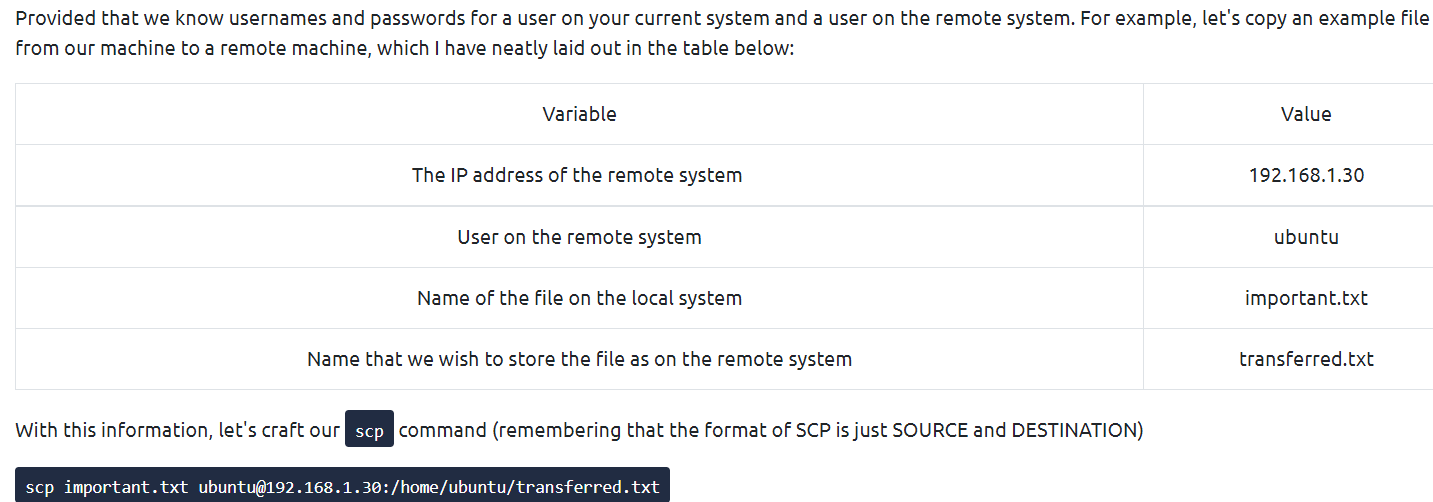 Provided that we know usernames and passwords for a user on your current system and a user on the remote system. For example, let's copy an example file
from our machine to a remote machine, which I have neatly laid out in the table below:
Variable Value
The IP address of the remote system 192.168.1.30
User on the remote system ubuntu
Name of the file on the local system important.txt
Name that we wish to store the file as on the remote system transferred.txt
With this information, let's craft our scp command (remembering that the format of SCP is just SOURCE and DESTINATION)
scp important.txt ubuntu@192.168.1.30:/home/ubuntu/transferred.txt